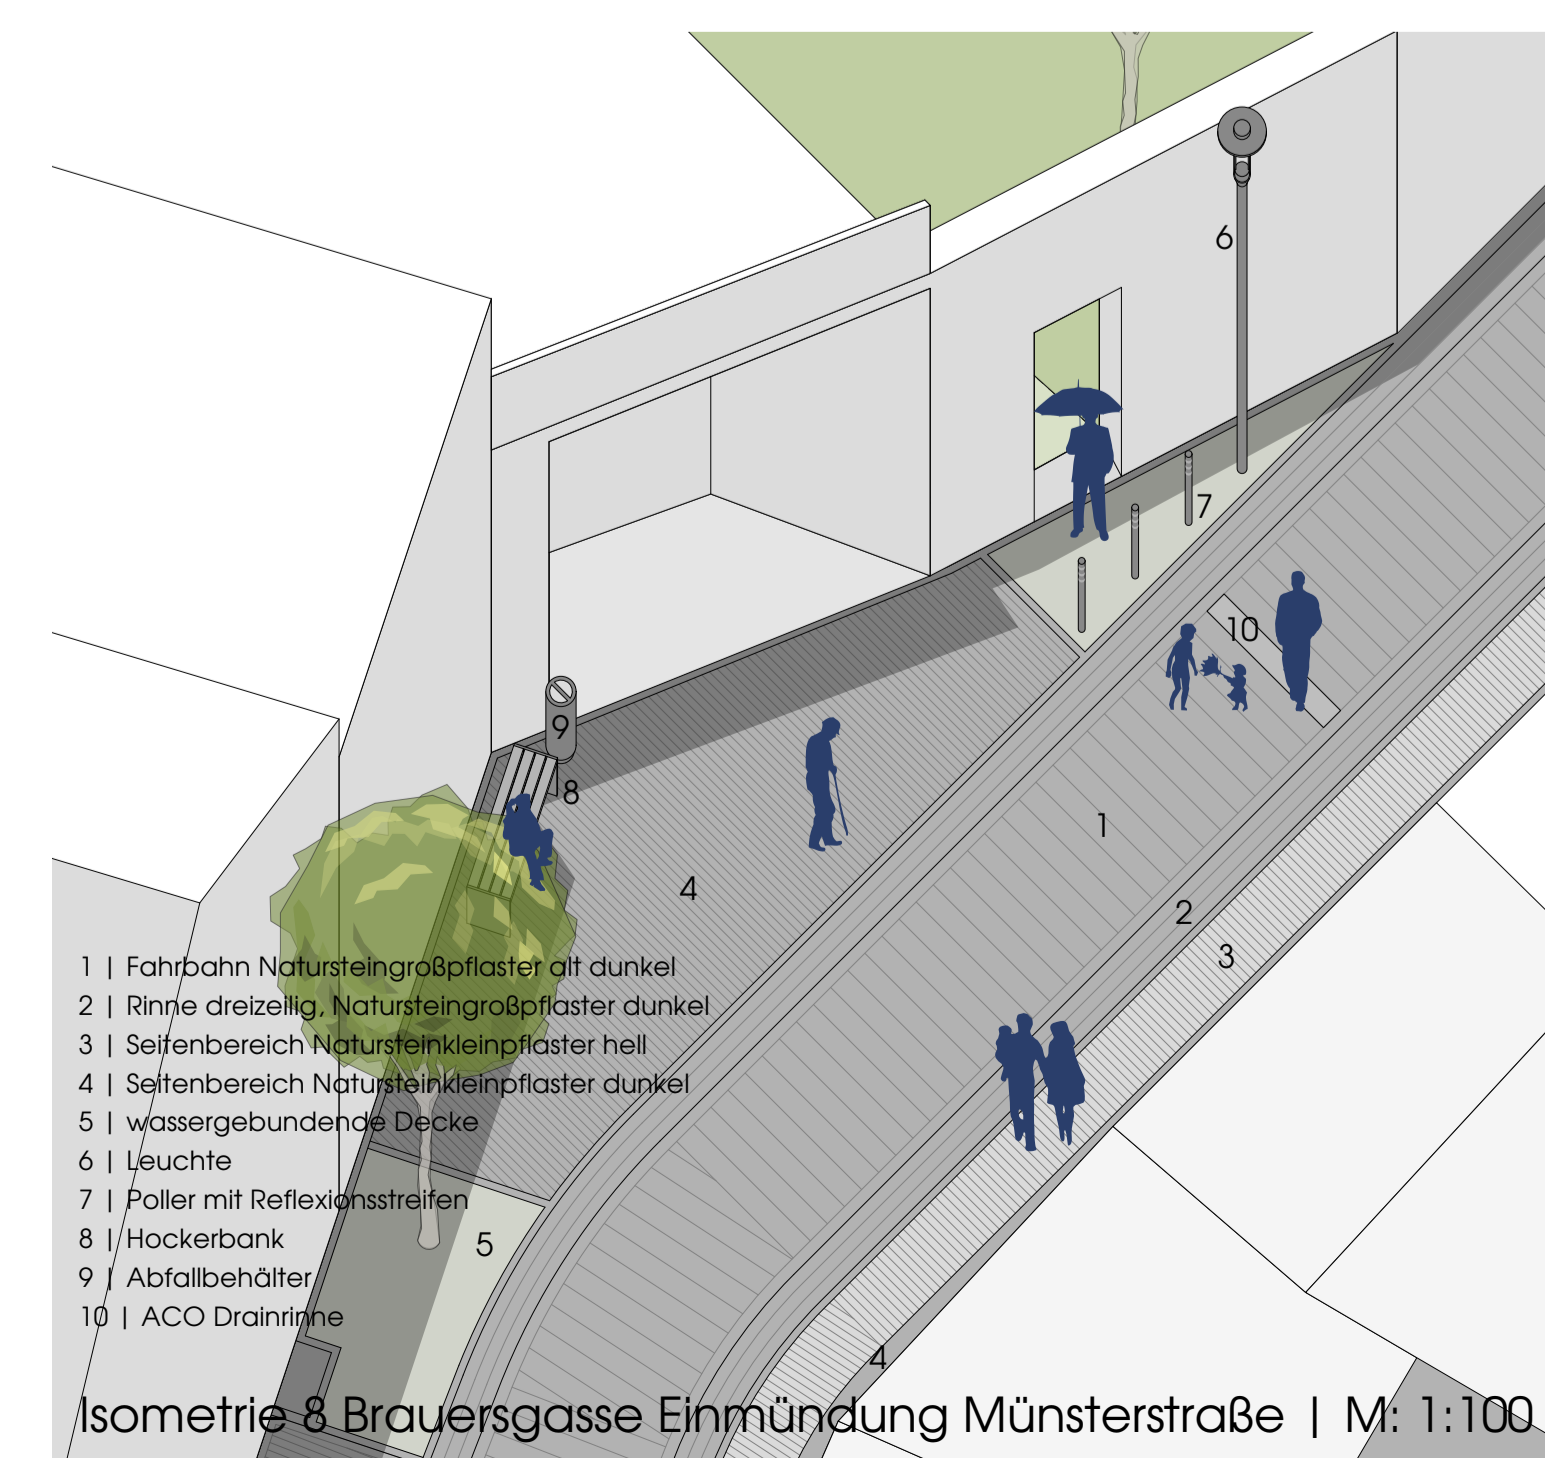 6
7
10
9
8
1
4
2
3
1 | Fahrbahn Natursteingroßpflaster alt dunkel
2 | Rinne dreizeilig, Natursteingroßpflaster dunkel
3 | Seitenbereich Natursteinkleinpflaster hell
4 | Seitenbereich Natursteinkleinpflaster dunkel
5 | wassergebundende Decke
6 | Leuchte
7 | Poller mit Reflexionsstreifen
8 | Hockerbank
9 | Abfallbehälter
10 | ACO Drainrinne
5
4
Isometrie 8 Brauersgasse Einmündung Münsterstraße | M: 1:100